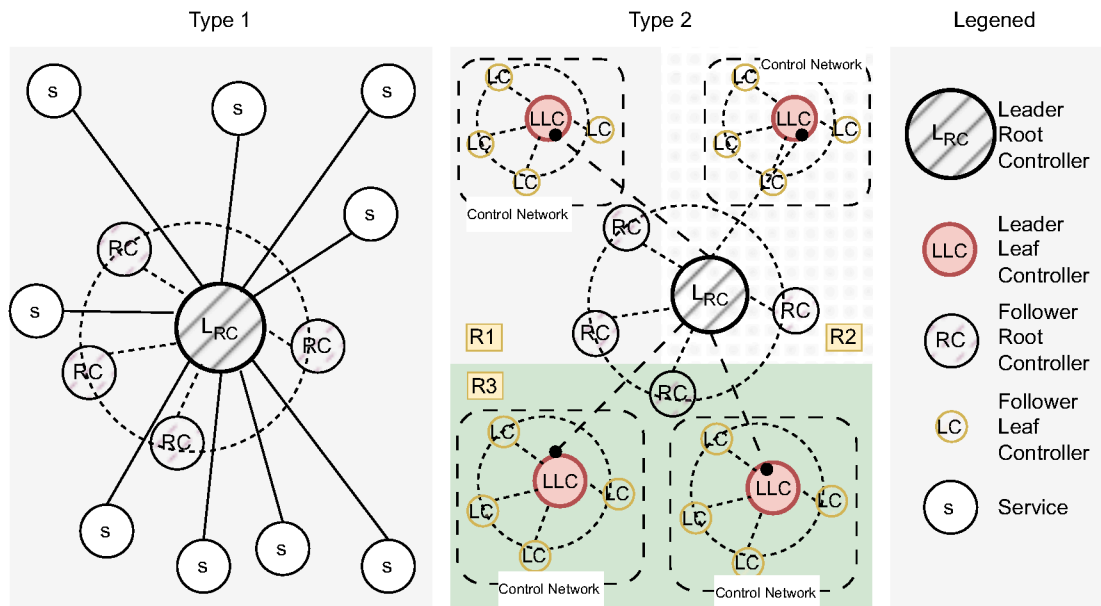 Type 1
Type 2
Legened
s
s
s
s
s
s
s
s
s
RC
RC
RC
RC
LRC
LC
LC
LC
LC
LLC
Control Network
Control Network
LC
LC
LC
LC
LLC
RC
RC
RC
RC
LRC
R1
R2
R3
LC
LC
LC
LC
LLC
Control Network
LC
LC
LC
LC
LLC
Control Network
LRC
Leader
Root
Controller
LLC
Leader
Leaf
Controller
RC
Follower
Root
Controller
LC
Follower
Leaf
Controller
s
Service